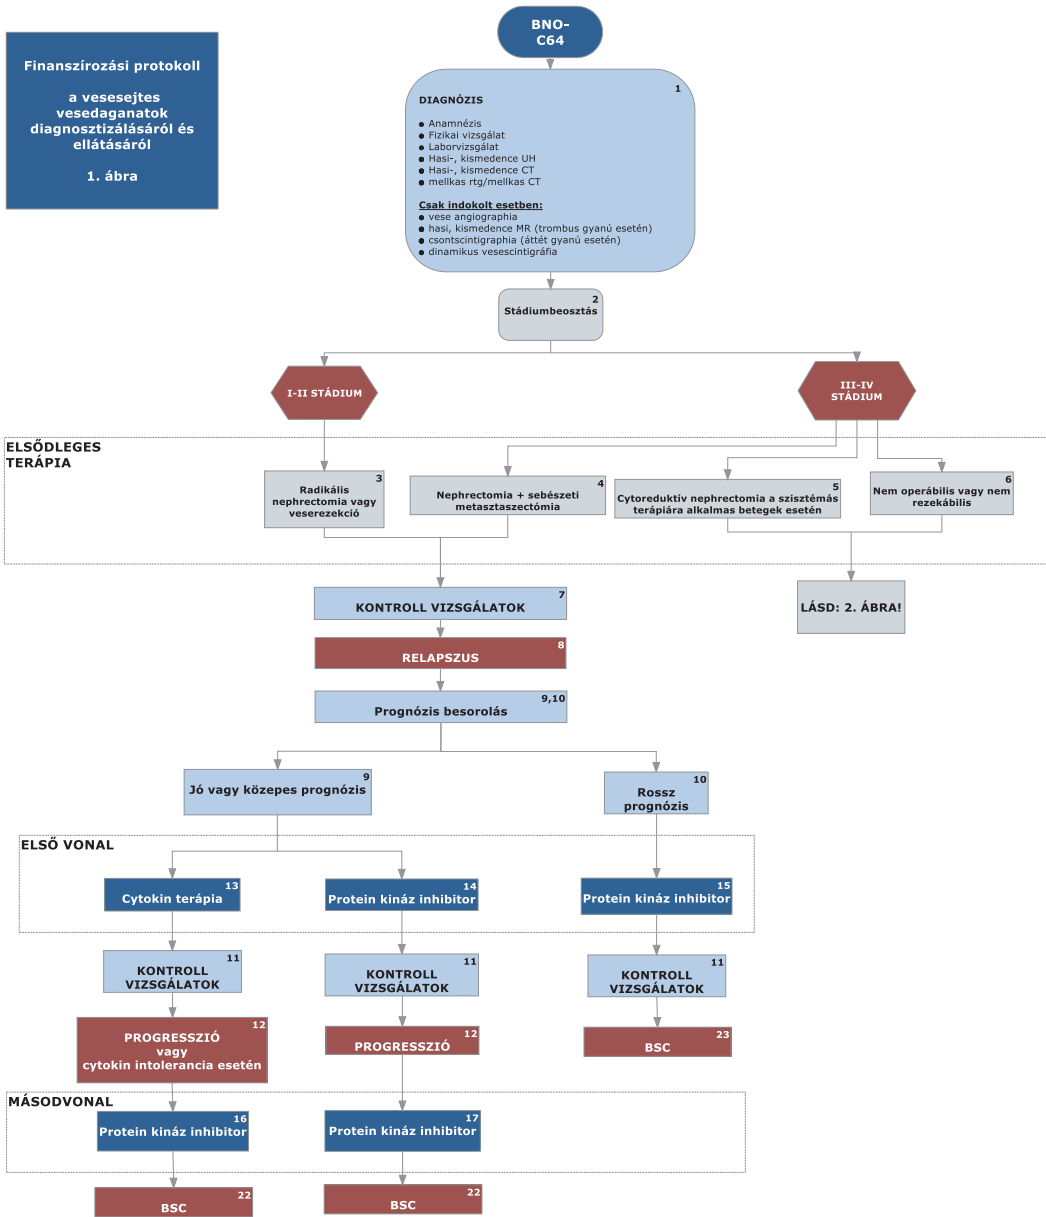 BNO-
C64
Finanszírozási protokoll
a vesesejtes
vesedaganatok
diagnosztizálásáról és
ellátásáról
1. ábra
1
DIAGNÓZIS
● Anamnézis
● Fizikai vizsgálat
● Laborvizsgálat
● Hasi-, kismedence UH
● Hasi-, kismedence CT
● mellkas rtg/mellkas CT
Csak indokolt esetben:
● vese angiographia
● hasi, kismedence MR (trombus gyanú esetén)
● csontscintigraphia (áttét gyanú esetén)
● dinamikus vesescintigráfia
2
Stádiumbeosztás
I-II STÁDIUM
III-IV
STÁDIUM
ELSŐDLEGES
TERÁPIA
3
Radikális
nephrectomia vagy
veserezekció
4
Nephrectomia + sebészeti
metasztaszectómia
5
Cytoreduktív nephrectomia a szisztémás
terápiára alkalmas betegek esetén
6
Nem operábilis vagy nem
rezekábilis
7
KONTROLL VIZSGÁLATOK
LÁSD: 2. ÁBRA!
8
RELAPSZUS
9,10
Prognózis besorolás
9
Jó vagy közepes prognózis
10
Rossz
prognózis
ELSŐ VONAL
13
Cytokin terápia
14
Protein kináz inhibitor
15
Protein kináz inhibitor
11
KONTROLL
VIZSGÁLATOK
11
KONTROLL
VIZSGÁLATOK
11
KONTROLL
VIZSGÁLATOK
12
PROGRESSZIÓ
vagy
cytokin intolerancia esetén
12
PROGRESSZIÓ
23
BSC
MÁSODVONAL
16
Protein kináz inhibitor
17
Protein kináz inhibitor
22
BSC
22
BSC